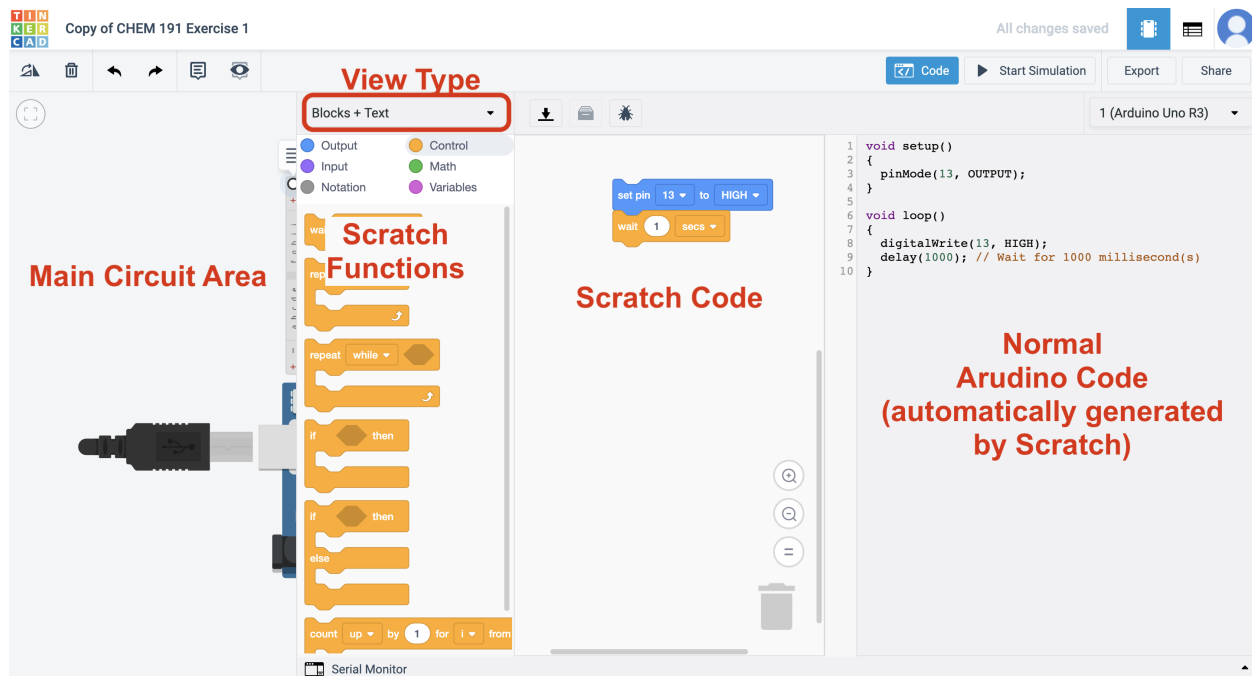 TIN
KER
CAD
Copy of CHEM 191 Exercise 1
All changes saved
Code
Start Simulation
Export
Share
View Type
Blocks + Text
1 (Arduino Uno R3)
Output
Control
Input
Math
Notation
Variables
Scratch
Functions
repeat while
if then
if then
else
count up by 1 for i from
Main Circuit Area
set pin 13 to HIGH
wait 1 secs
Scratch Code
1 void setup()
2 {
3 pinMode(13, OUTPUT);
4 }
5
6 void loop()
7 {
8 digitalWrite(13, HIGH);
9 delay(1000); // Wait for 1000 millisecond(s)
10 }
Normal
Arudino Code
(automatically generated
by Scratch)
Serial Monitor